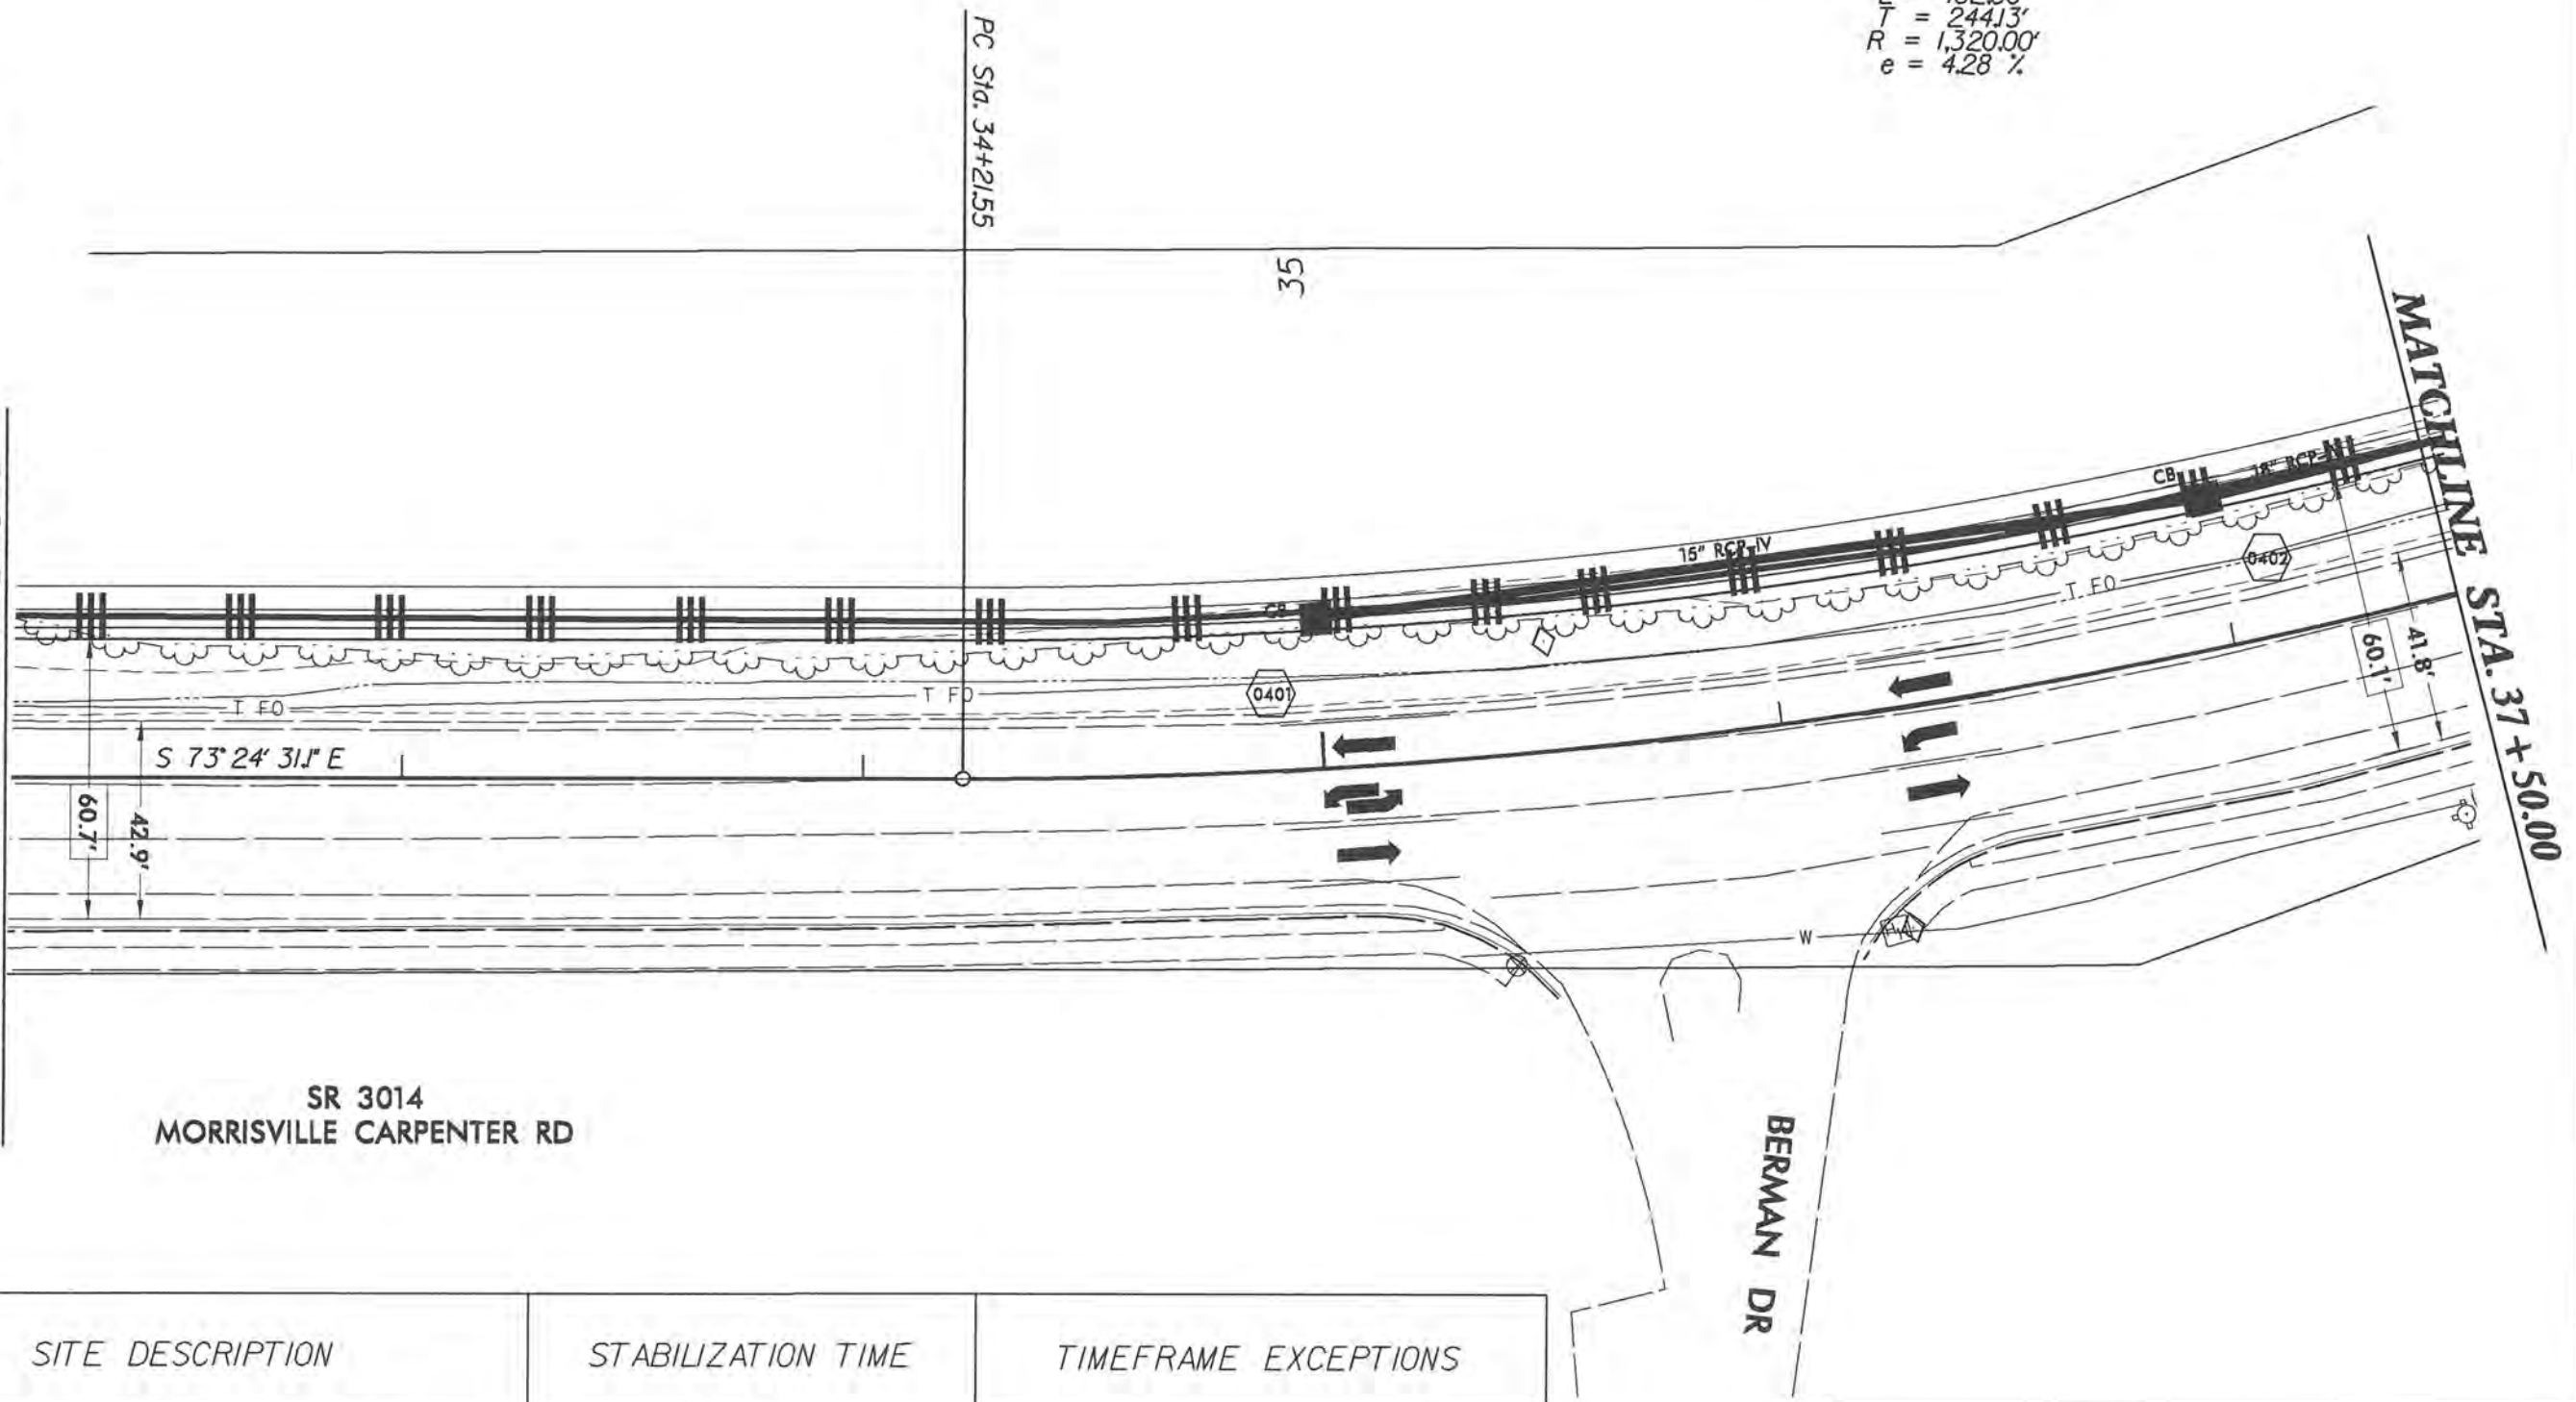 T = 244.13'
R = 1,320.00'
e = 4.28 %
PC Sta. 34+21.55
35
MATCHLINE STA. 37+50.00
CB
18" RCP-IV
15" RCP-IV
0402
T FO
CB
41.8'
60.1'
0401
T FO
T FO
S 73° 24' 31.1" E
60.7'
42.9'
W
SR 3014
MORRISVILLE CARPENTER RD
BERMAN DR
SITE DESCRIPTION
STABILIZATION TIME
TIMEFRAME EXCEPTIONS